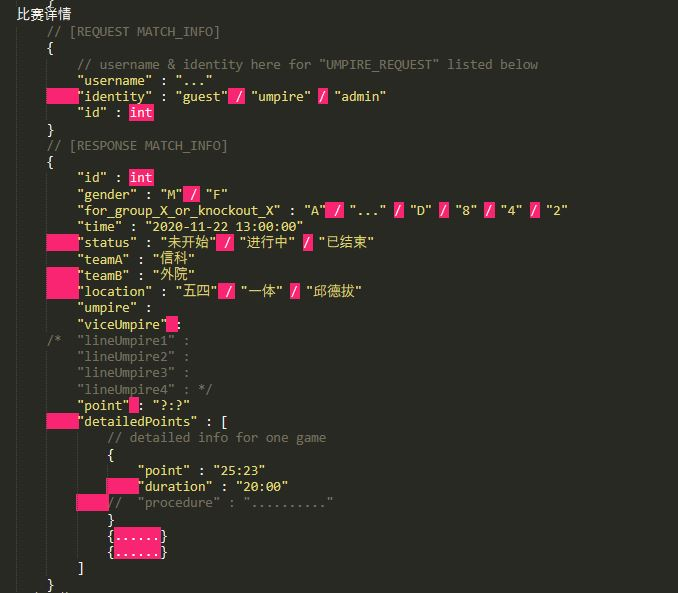 比赛详情
// [REQUEST MATCH_INFO]
{
// username & identity here for "UMPIRE_REQUEST" listed below
"username" : "..."
"identity" : "guest" / "umpire" / "admin"
"id" : int
}
// [RESPONSE MATCH_INFO]
{
"id" : int
"gender" : "M" / "F"
"for_group_X_or_knockout_X" : "A" / "..." / "D" / "8" / "4" / "2"
"time" : "2020-11-22 13:00:00"
"status" : "未开始" / "进行中" / "已结束"
"teamA" : "信科"
"teamB" : "外院"
"location" : "五四" / "一体" / "邱德拔"
"umpire" :
"viceUmpire" :
/* "lineUmpire1" :
"lineUmpire2" :
"lineUmpire3" :
"lineUmpire4" : */
"point" : "?:?"
"detailedPoints" : [
// detailed info for one game
{
"point" : "25:23"
"duration" : "20:00"
// "procedure" : ".........."
}
{......}
{......}
]
}